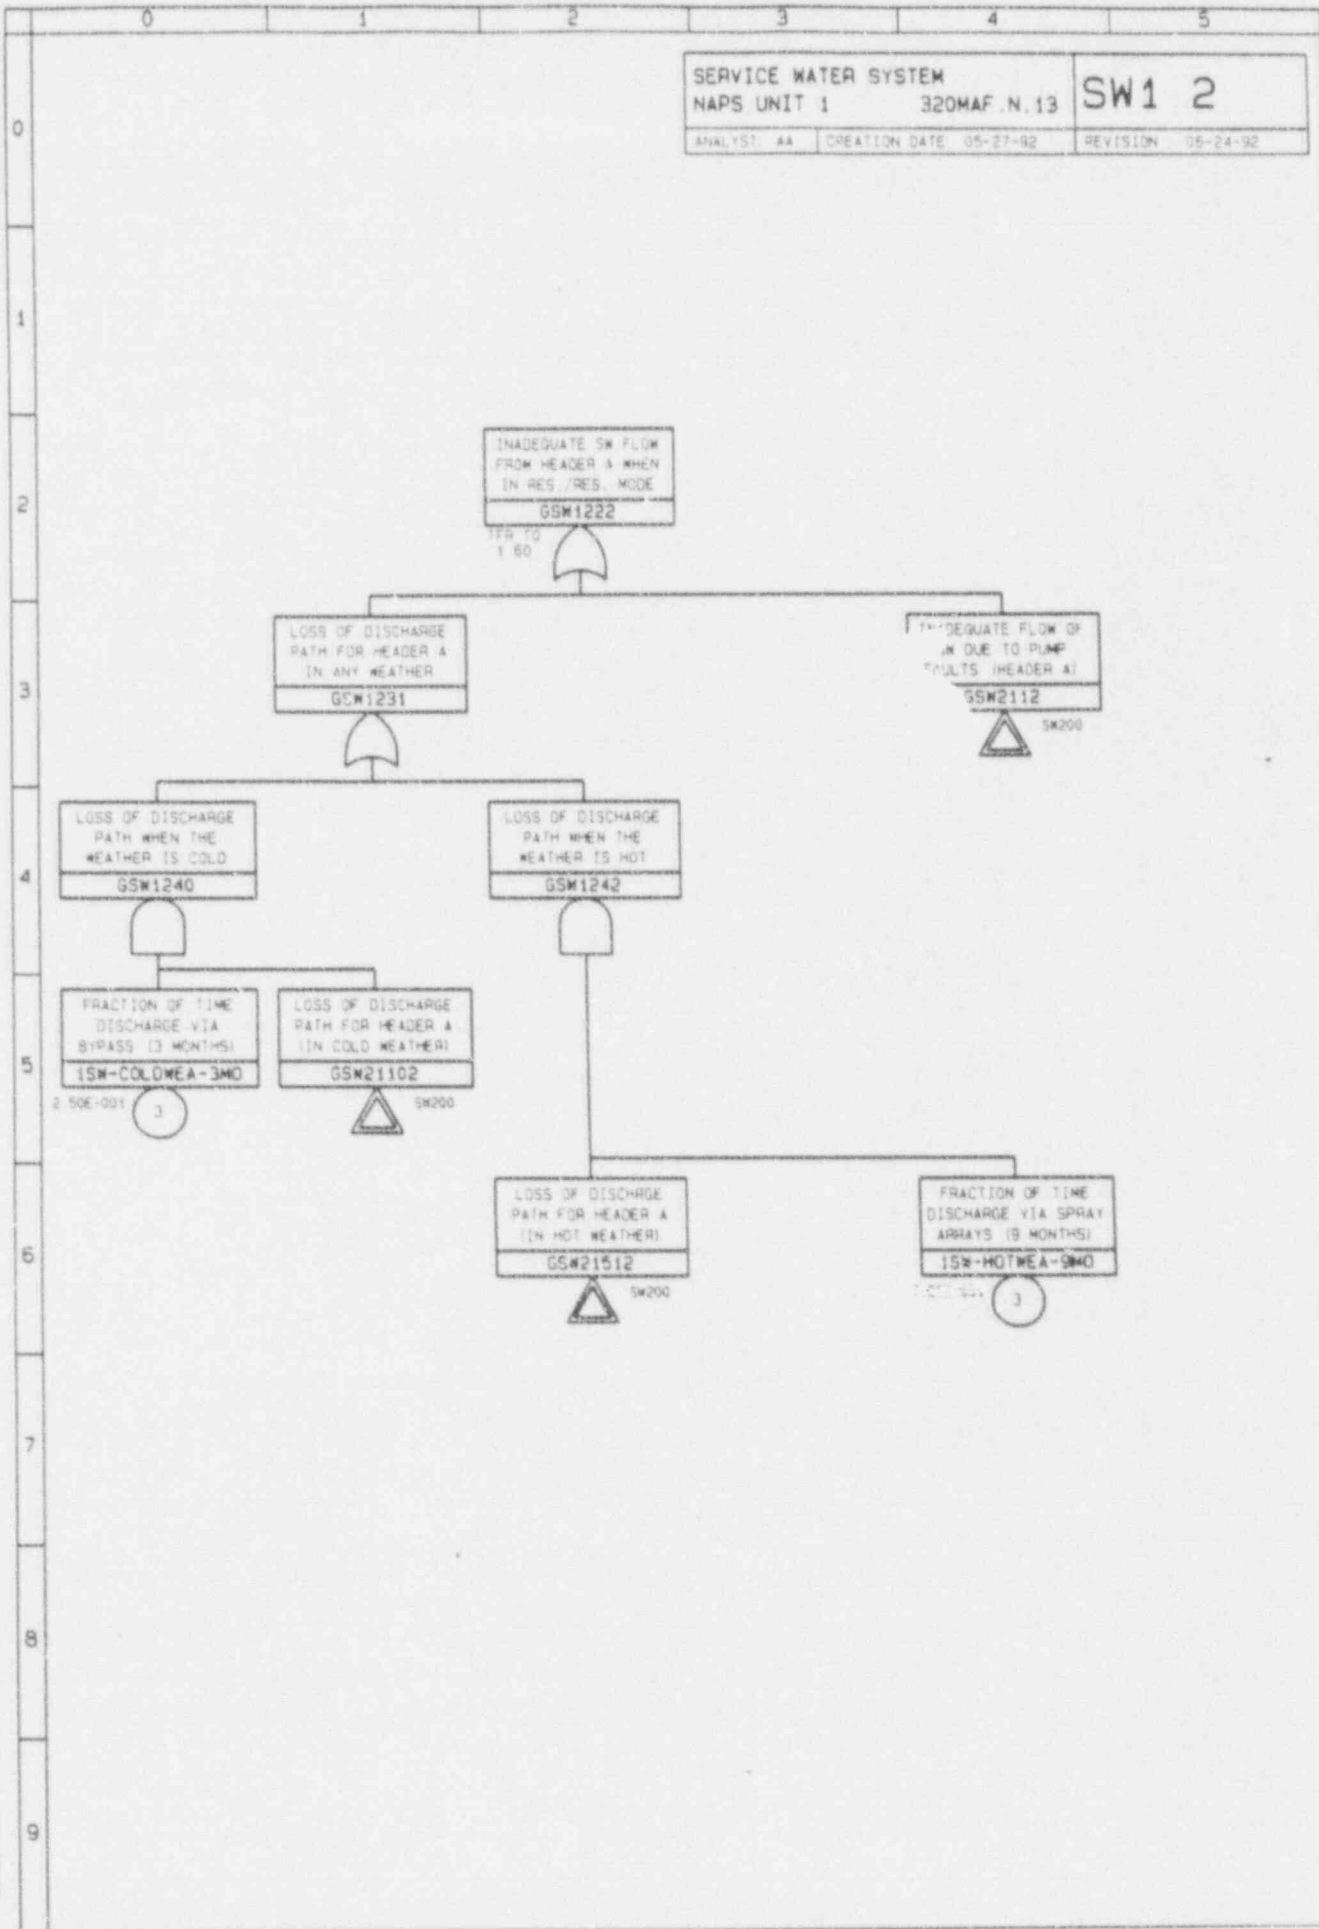 0 1 2 3 4 5
SERVICE WATER SYSTEM
NAPS UNIT 1 320MAF.N.13
SW1 2
ANALYST: AA CREATION DATE 05-27-92 REVISION 05-24-92
0
1
2
3
4
5
6
7
8
9
INADEQUATE SW FLOW
FROM HEADER A WHEN
IN RES./RES. MODE
GSW1222
TFR TO
1 60
LOSS OF DISCHARGE
PATH FOR HEADER A
IN ANY WEATHER
GSW1231
DEQUATE FLOW OF
DUE TO PUMP
(HEADER A)
GSW2112
SW200
LOSS OF DISCHARGE
PATH WHEN THE
WEATHER IS COLD
GSW1240
LOSS OF DISCHARGE
PATH WHEN THE
WEATHER IS HOT
GSW1242
FRACTION OF TIME
DISCHARGE VIA
BYPASS (3 MONTHS)
1SW-COLDWEA-3MO
2.50E-001
3
LOSS OF DISCHARGE
PATH FOR HEADER A
(IN COLD WEATHER)
GSW21102
SW200
LOSS OF DISCHRGE
PATH FOR HEADER A
(IN HOT WEATHER)
GSW21512
SW200
FRACTION OF TIME
DISCHARGE VIA SPRAY
ARRAYS (9 MONTHS)
1SW-HOTWEA-9MO
3